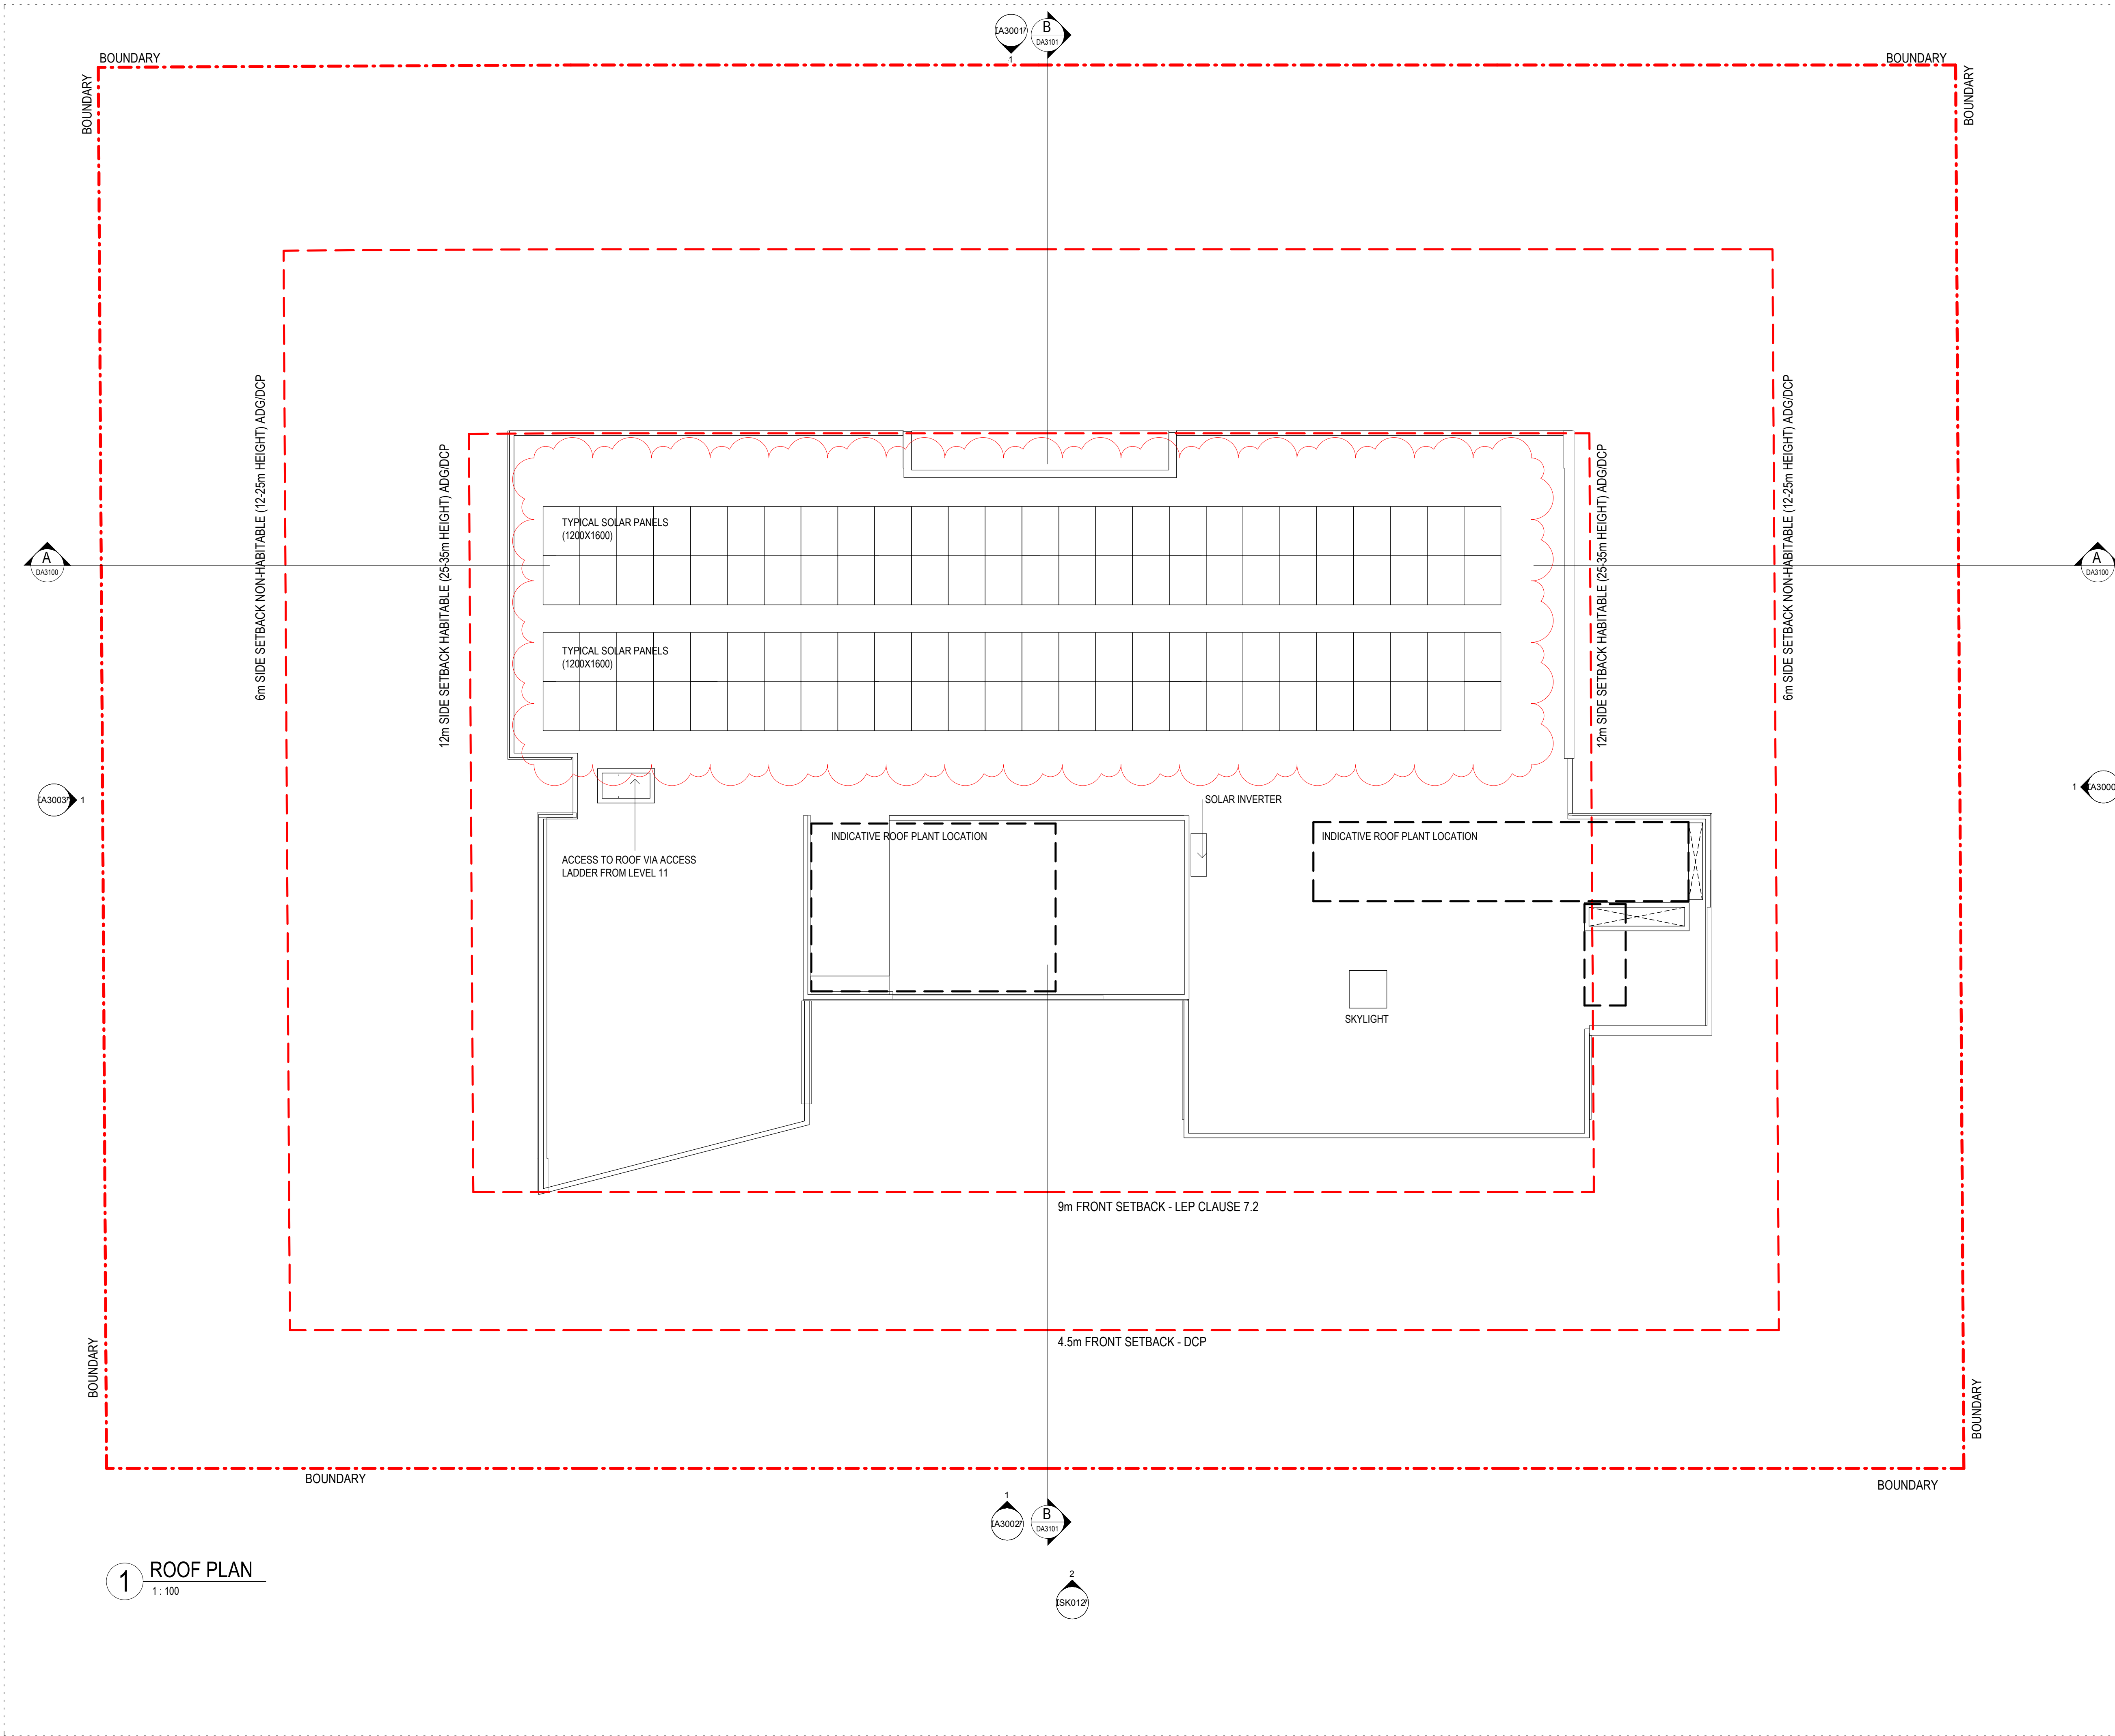 B
DA3101
1
BOUNDARY
BOUNDARY
BOUNDARY
BOUNDARY
6m SIDE SETBACK NON-HABITABLE (12-25m HEIGHT) ADG/DCP
12m SIDE SETBACK HABITABLE (25-35m HEIGHT) ADG/DCP
12m SIDE SETBACK HABITABLE (25-35m HEIGHT) ADG/DCP
6m SIDE SETBACK NON-HABITABLE (12-25m HEIGHT) ADG/DCP
TYPICAL SOLAR PANELS
(1200X1600)
A
DA3100
A
DA3100
TYPICAL SOLAR PANELS
(1200X1600)
A3003
1
1
A3000
SOLAR INVERTER
INDICATIVE ROOF PLANT LOCATION
INDICATIVE ROOF PLANT LOCATION
ACCESS TO ROOF VIA ACCESS
LADDER FROM LEVEL 11
SKYLIGHT
9m FRONT SETBACK - LEP CLAUSE 7.2
4.5m FRONT SETBACK - DCP
BOUNDARY
BOUNDARY
BOUNDARY
BOUNDARY
1
A3002
B
DA3101
1
ROOF PLAN
1 : 100
2
SK012